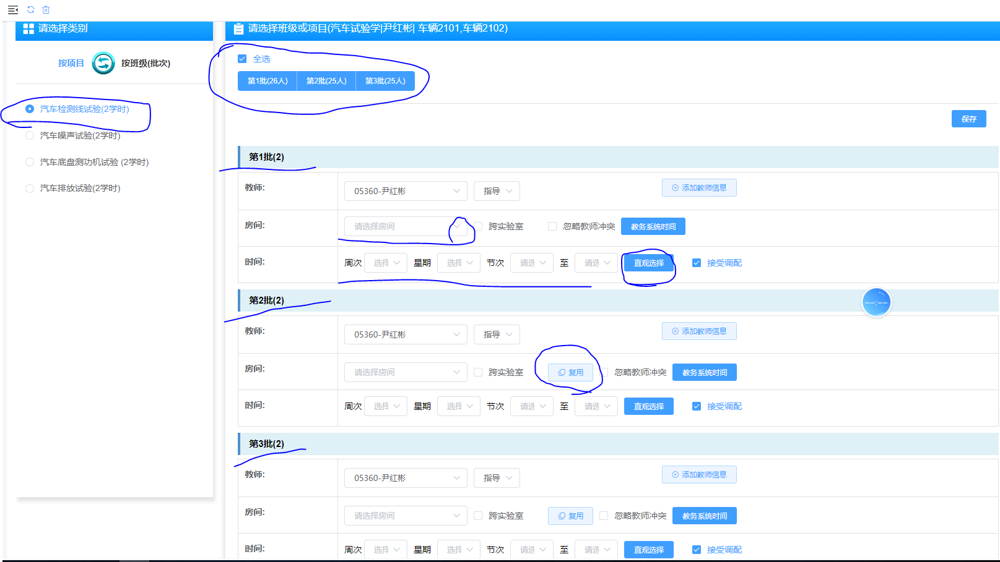 请选择类别
请选择班级或项目(汽车试验学|尹红彬| 车辆2101,车辆2102)
按项目 按班级(批次)
汽车检测线试验(2学时)
汽车噪声试验(2学时)
汽车底盘测功机试验 (2学时)
汽车排放试验(2学时)
全选
第1批(26人) 第2批(25人) 第3批(25人)
保存
第1批(2)
教师: 05360-尹红彬 指导 添加教师信息
房间: 请选择房间 跨实验室 忽略教师冲突 教务系统时间
时间: 周次 选择 星期 选择 节次 请选 至 请选 直观选择 接受调配
第2批(2)
教师: 05360-尹红彬 指导 添加教师信息
房间: 请选择房间 跨实验室 复用 忽略教师冲突 教务系统时间
时间: 周次 选择 星期 选择 节次 请选 至 请选 直观选择 接受调配
第3批(2)
教师: 05360-尹红彬 指导 添加教师信息
房间: 请选择房间 跨实验室 复用 忽略教师冲突 教务系统时间
时间: 周次 选择 星期 选择 节次 请选 至 请选 直观选择 接受调配
--:--